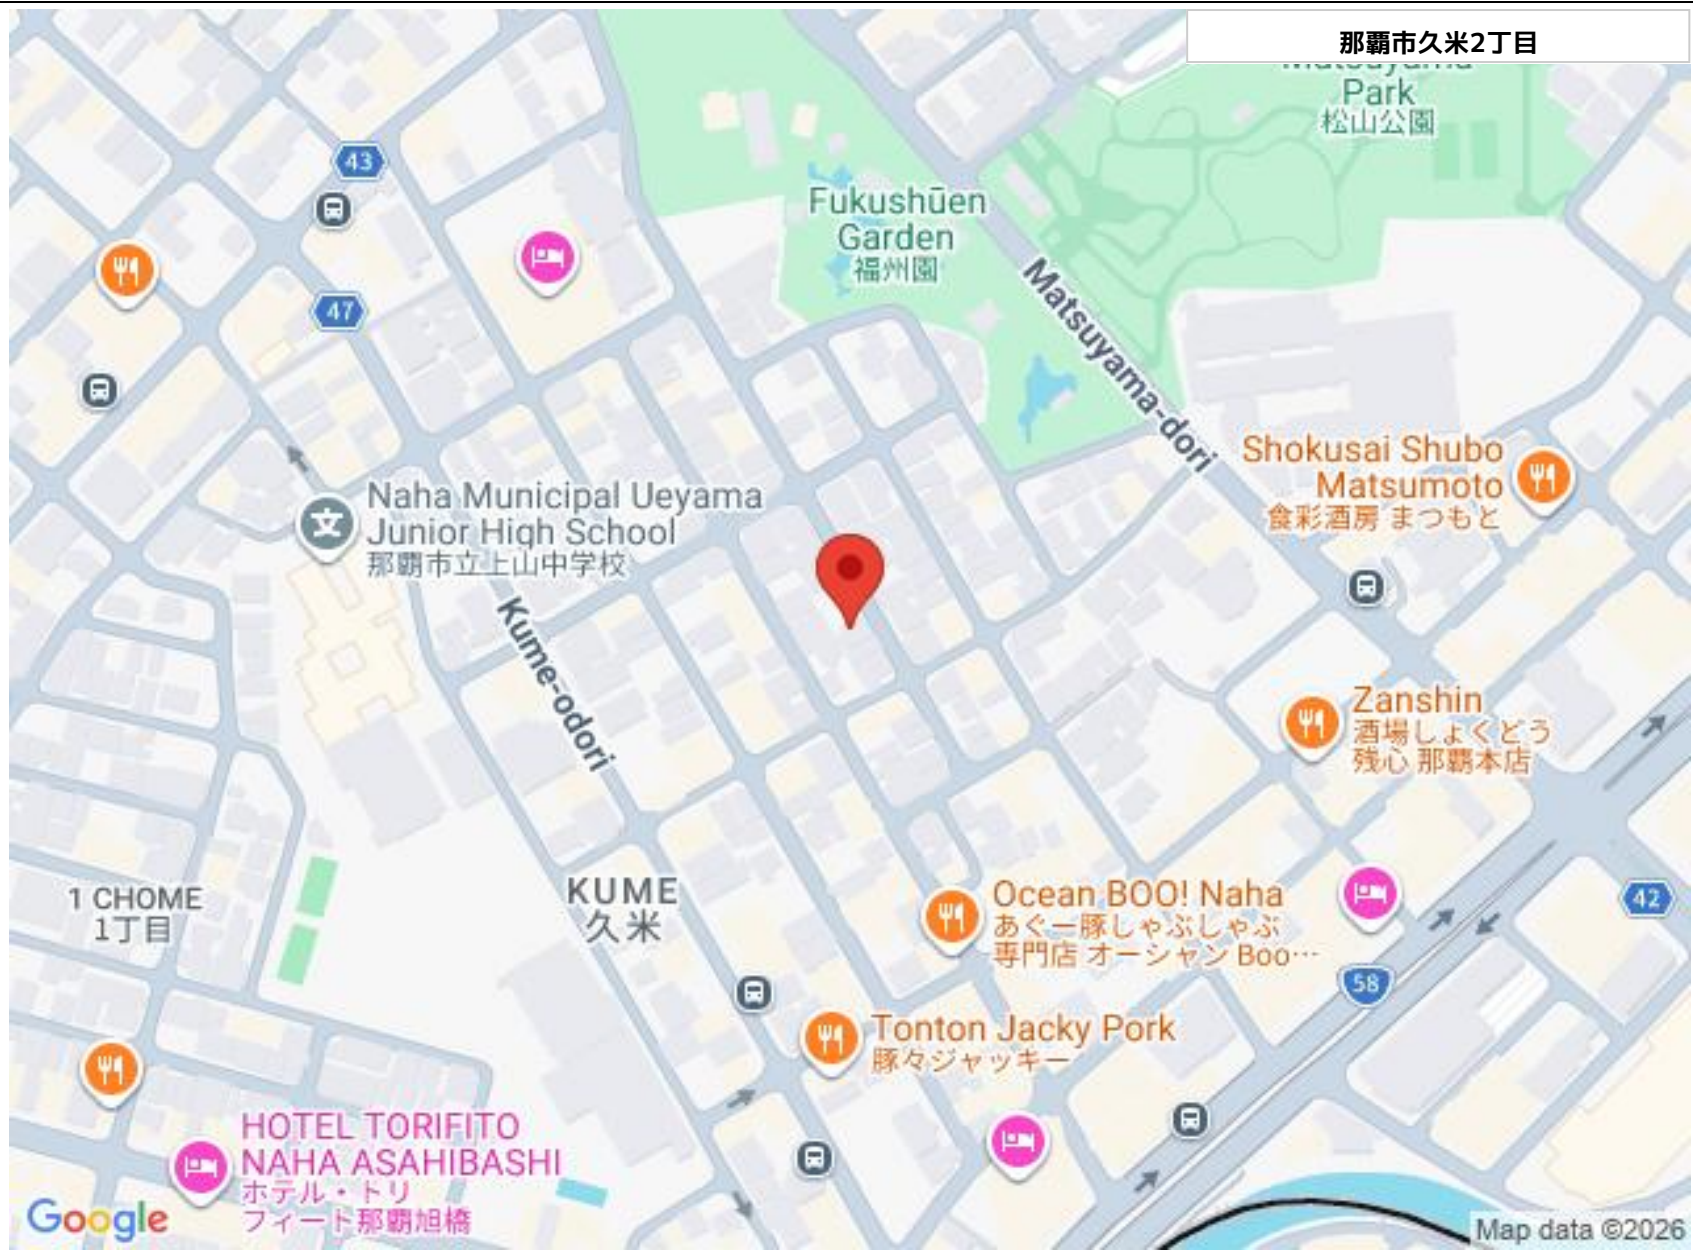 那覇市久米2丁目
Park
松山公園
43
Fukushūen
Garden
福州園
47
Matsuyama-dori
Shokusai Shubo
Matsumoto
食彩酒房 まつもと
Naha Municipal Ueyama
Junior High School
那覇市立上山中学校
Kume-odori
Zanshin
酒場しょくどう
残心 那覇本店
1 CHOME
1丁目
KUME
久米
Ocean BOO! Naha
あぐー豚しゃぶしゃぶ
専門店 オーシャン Boo…
42
58
Tonton Jacky Pork
豚々ジャッキー
HOTEL TORIFITO
NAHA ASAHIBASHI
ホテル・トリ
フィート那覇旭橋
Google
Map data ©2026